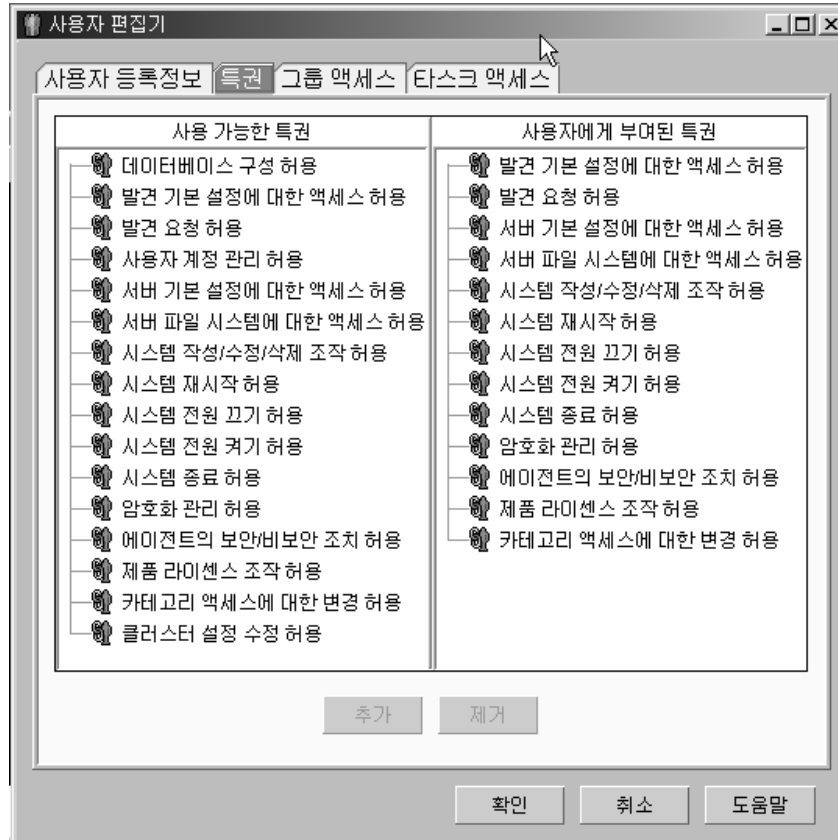 사용자 편집기
사용자 등록정보 특권 그룹 액세스 타스크 액세스
사용 가능한 특권
데이터베이스 구성 허용
발견 기본 설정에 대한 액세스 허용
발견 요청 허용
사용자 계정 관리 허용
서버 기본 설정에 대한 액세스 허용
서버 파일 시스템에 대한 액세스 허용
시스템 작성/수정/삭제 조작 허용
시스템 재시작 허용
시스템 전원 끄기 허용
시스템 전원 켜기 허용
시스템 종료 허용
암호화 관리 허용
에이전트의 보안/비보안 조치 허용
제품 라이센스 조작 허용
카테고리 액세스에 대한 변경 허용
클러스터 설정 수정 허용
사용자에게 부여된 특권
발견 기본 설정에 대한 액세스 허용
발견 요청 허용
서버 기본 설정에 대한 액세스 허용
서버 파일 시스템에 대한 액세스 허용
시스템 작성/수정/삭제 조작 허용
시스템 재시작 허용
시스템 전원 끄기 허용
시스템 전원 켜기 허용
시스템 종료 허용
암호화 관리 허용
에이전트의 보안/비보안 조치 허용
제품 라이센스 조작 허용
카테고리 액세스에 대한 변경 허용
추가 제거
확인 취소 도움말